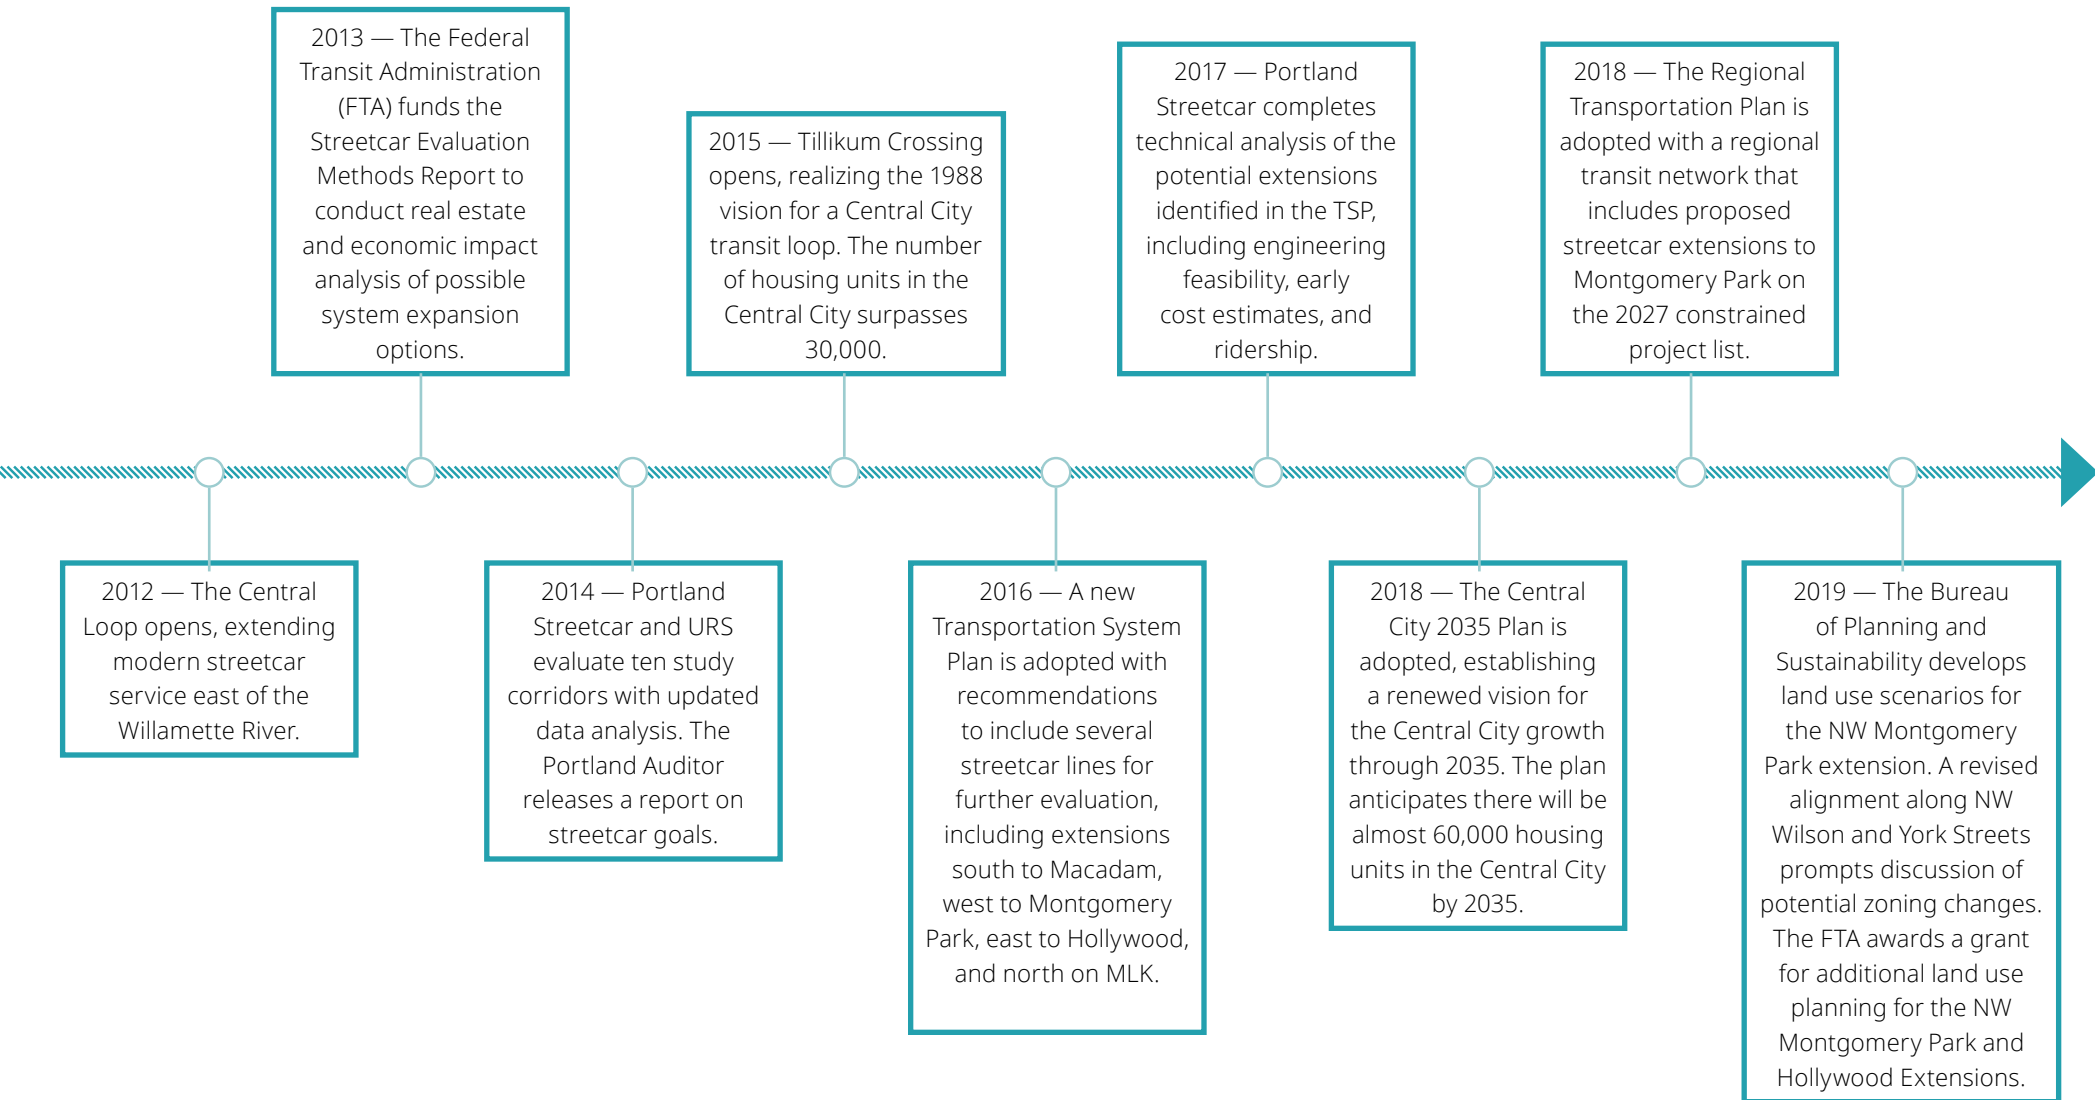 2012 — The Central
Loop opens, extending
modern streetcar
service east of the
Willamette River.
2013 — The Federal
Transit Administration
(FTA) funds the
Streetcar Evaluation
Methods Report to
conduct real estate
and economic impact
analysis of possible
system expansion
options.
2014 — Portland
Streetcar and URS
evaluate ten study
corridors with updated
data analysis. The
Portland Auditor
releases a report on
streetcar goals.
2015 — Tillikum Crossing
opens, realizing the 1988
vision for a Central City
transit loop. The number
of housing units in the
Central City surpasses
30,000.
2016 — A new
Transportation System
Plan is adopted with
recommendations
to include several
streetcar lines for
further evaluation,
including extensions
south to Macadam,
west to Montgomery
Park, east to Hollywood,
and north on MLK.
2017 — Portland
Streetcar completes
technical analysis of the
potential extensions
identified in the TSP,
including engineering
feasibility, early
cost estimates, and
ridership.
2018 — The Central
City 2035 Plan is
adopted, establishing
a renewed vision for
the Central City growth
through 2035. The plan
anticipates there will be
almost 60,000 housing
units in the Central City
by 2035.
2018 — The Regional
Transportation Plan is
adopted with a regional
transit network that
includes proposed
streetcar extensions to
Montgomery Park on
the 2027 constrained
project list.
2019 — The Bureau
of Planning and
Sustainability develops
land use scenarios for
the NW Montgomery
Park extension. A revised
alignment along NW
Wilson and York Streets
prompts discussion of
potential zoning changes.
The FTA awards a grant
for additional land use
planning for the NW
Montgomery Park and
Hollywood Extensions.